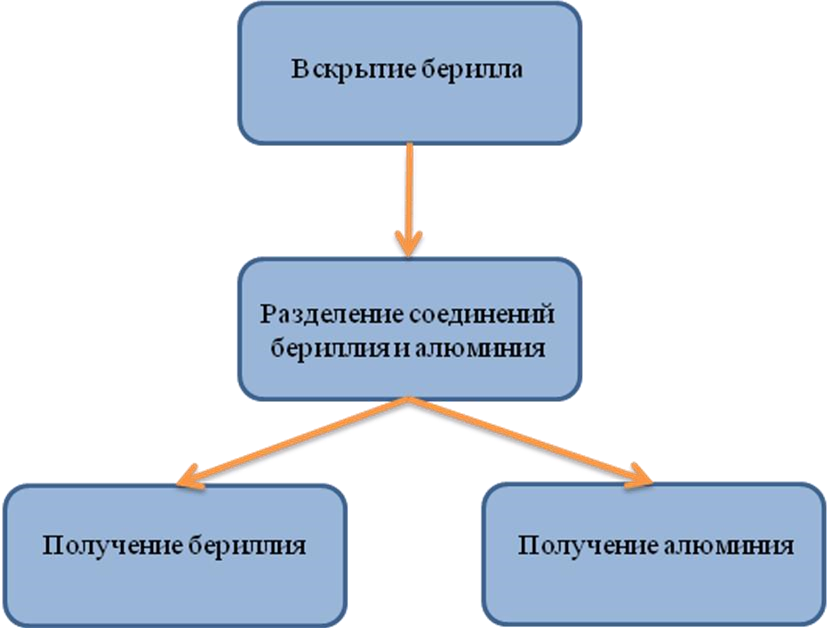 Вскрытие берилла
Разделение соединений
бериллия и алюминия
Получение бериллия
Получение алюминия